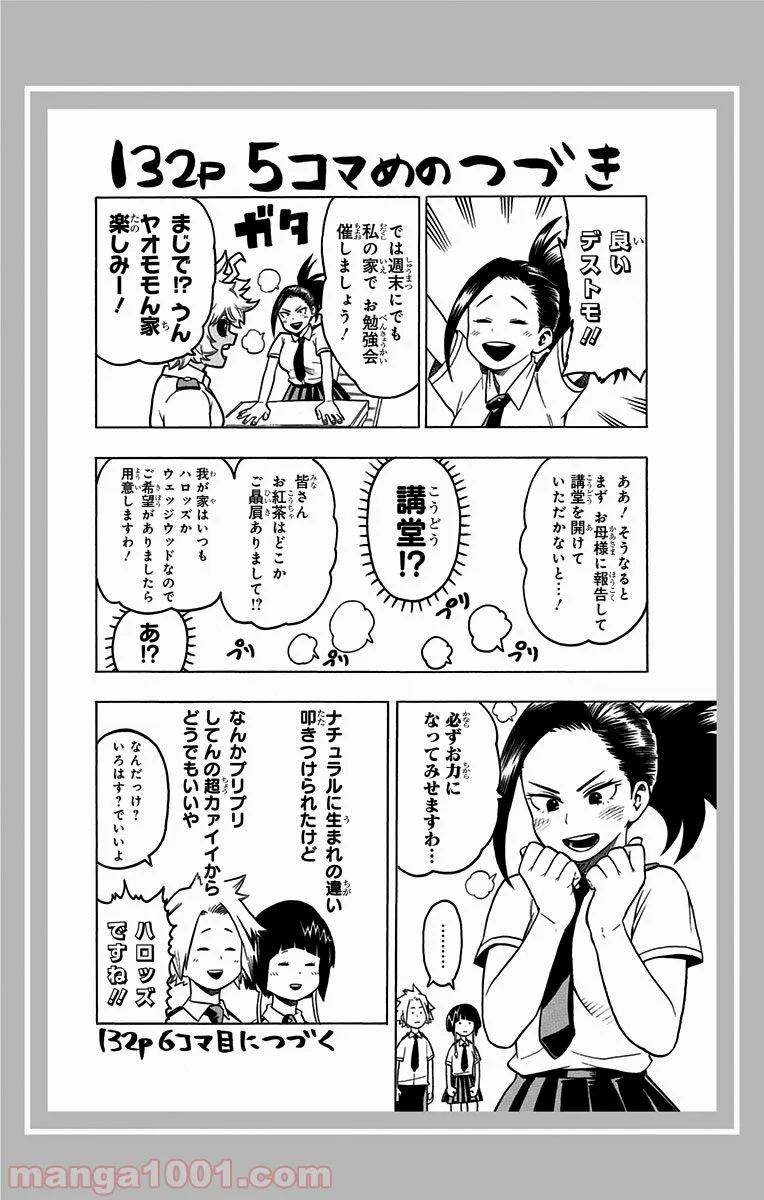 132P 5コマめのつづき
良い
デストモ!!
では週末にでも
私の家で お勉強会
催しましょう!
ガタ
まじで!? うん
ヤオモモん家
楽しみー!
ああ! そうなると
まず お母様に報告して
講堂を開けて
いただかないと…!
講堂!?
プリ
プリ
プリ
皆さん
お紅茶はどこか
ご贔屓ありまして!?
我が家はいつも
ハロッズか
ウェッジウッドなので
ご希望がありましたら
用意しますわ!
あ!?
必ずお力に
なってみせますわ…
………
ナチュラルに生まれの違い
叩きつけられたけど
なんかプリプリ
してんの超カァイイから
どうでもいいや
なんだっけ?
いろはす?でいいよ
ハロッズ
ですね!!
132P 6コマ目につづく
manga1001.com